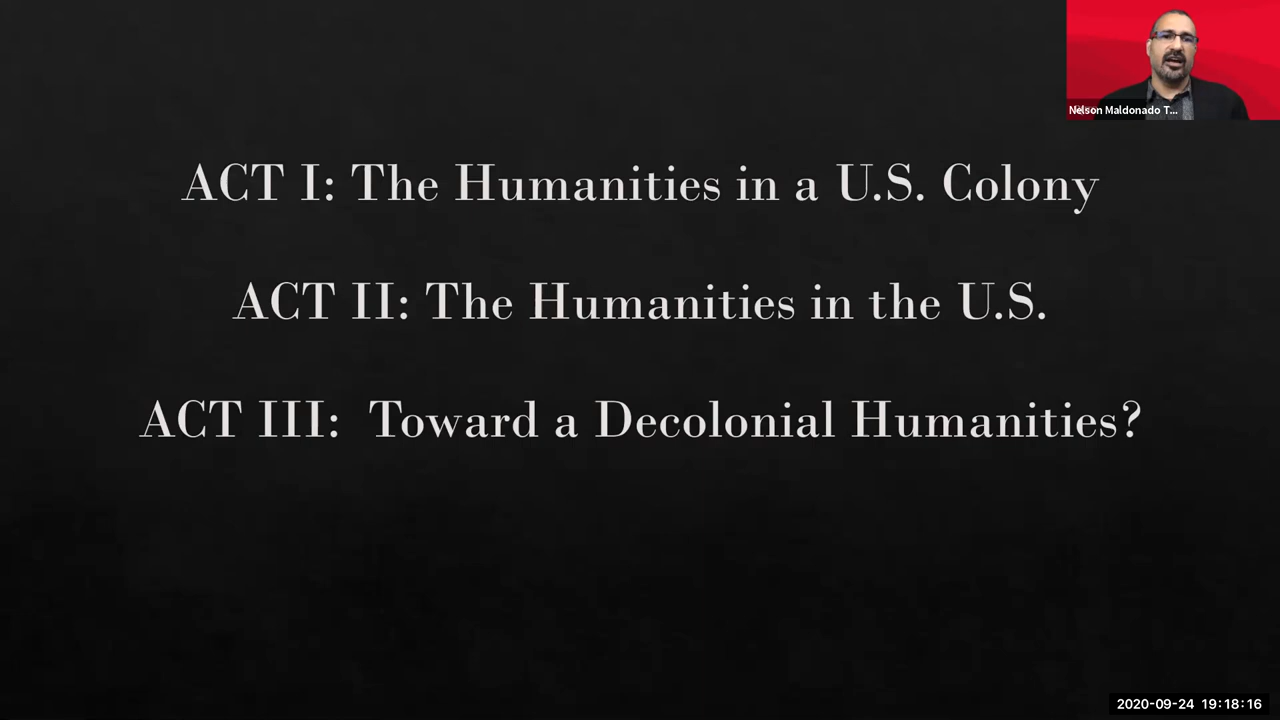 Nelson Maldonado T...
ACT I: The Humanities in a U.S. Colony
ACT II: The Humanities in the U.S.
ACT III: Toward a Decolonial Humanities?
2020-09-24 19:18:16